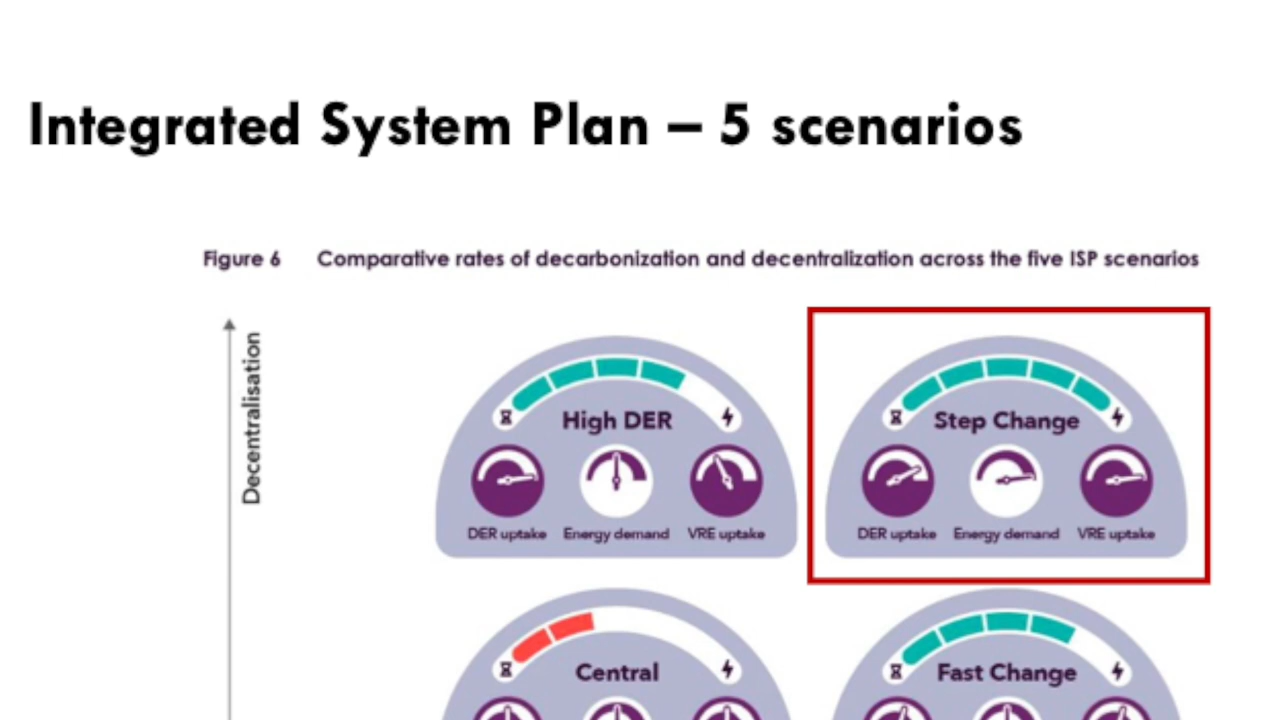 Integrated System Plan – 5 scenarios
Figure 6 Comparative rates of decarbonization and decentralization across the five ISP scenarios
Decentralisation
High DER
DER uptake Energy demand VRE uptake
Step Change
DER uptake Energy demand VRE uptake
Central
Fast Change